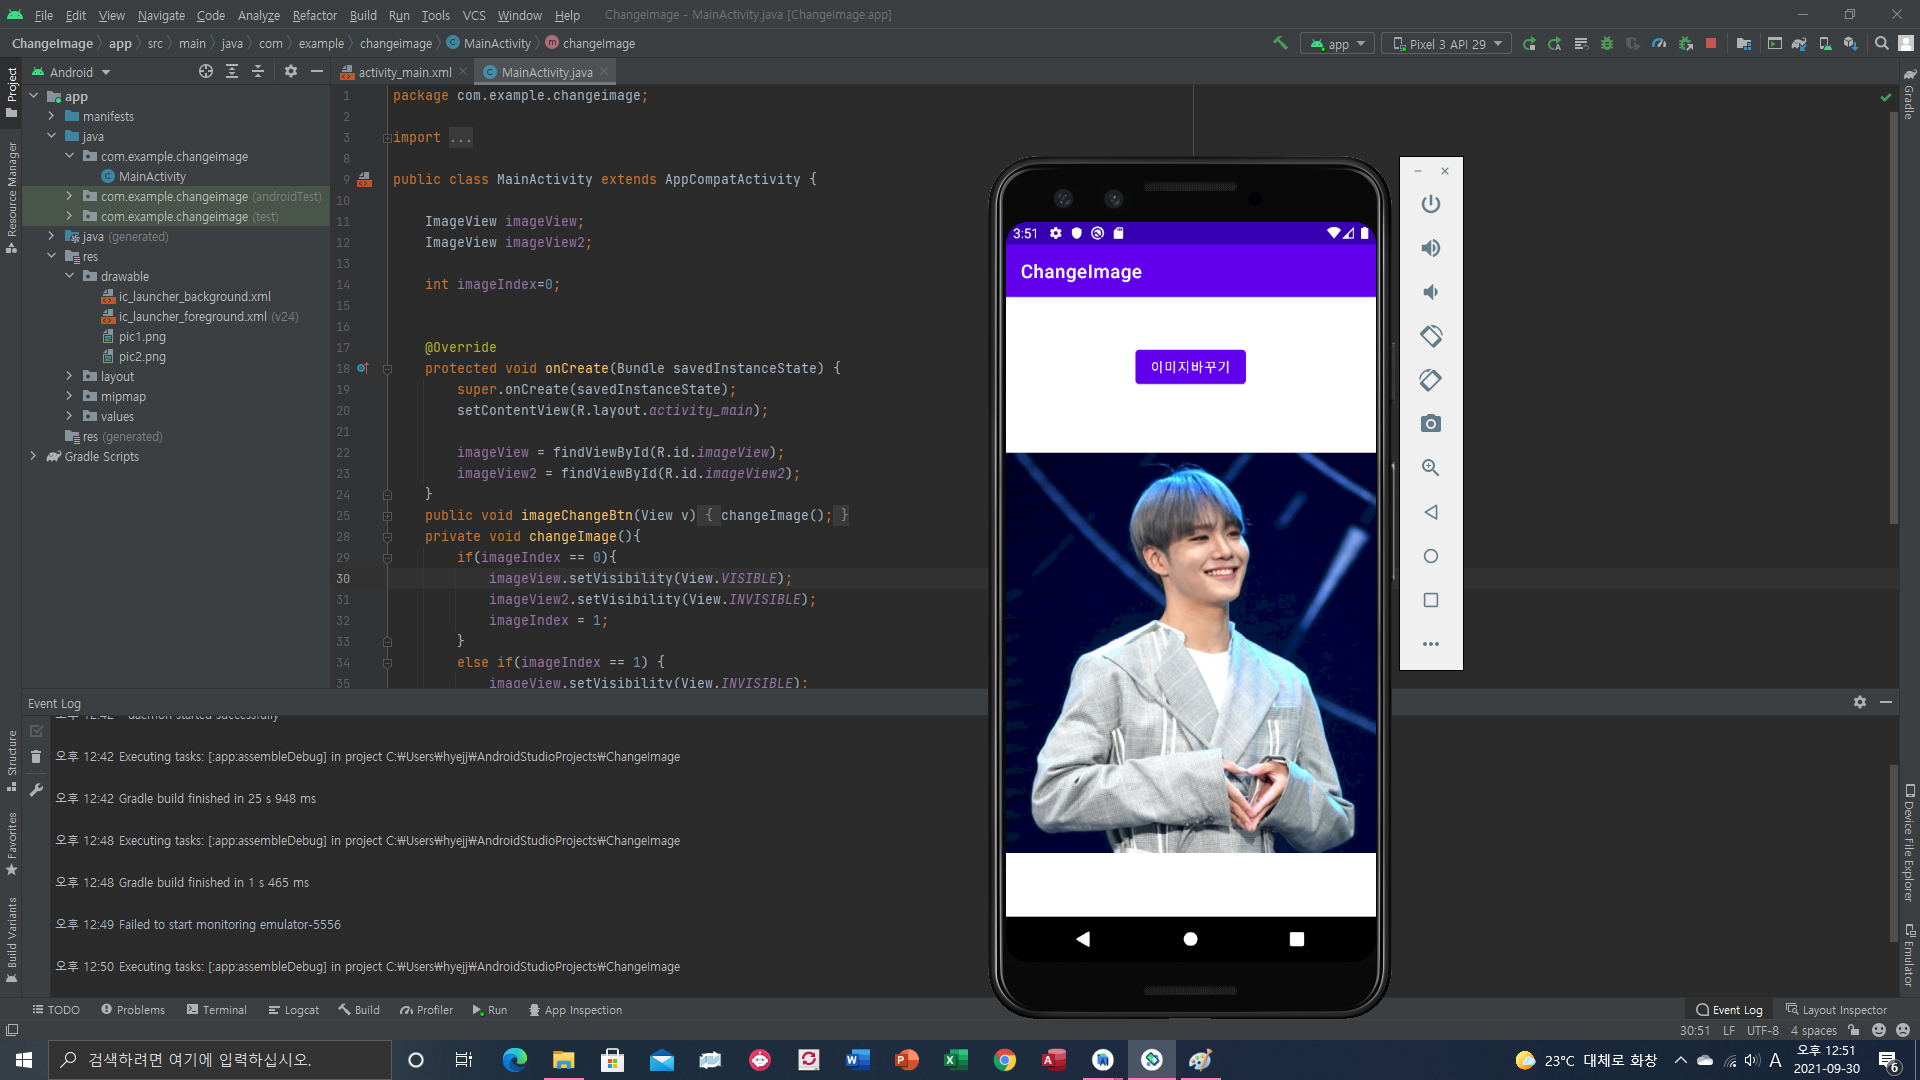 File Edit View Navigate Code Analyze Refactor Build Run Tools VCS Window Help ChangeImage - MainActivity.java [ChangeImage.app]
ChangeImage app src main java com example changeimage MainActivity changeImage
app
Pixel 3 API 29
Project
Resource Manager
Structure
Favorites
Build Variants
Android
app
manifests
java
com.example.changeimage
MainActivity
com.example.changeimage (androidTest)
com.example.changeimage (test)
java (generated)
res
drawable
ic_launcher_background.xml
ic_launcher_foreground.xml (v24)
pic1.png
pic2.png
layout
mipmap
values
res (generated)
Gradle Scripts
activity_main.xml MainActivity.java
1 package com.example.changeimage;
2
3 import ...
8
9 public class MainActivity extends AppCompatActivity {
10
11 ImageView imageView;
12 ImageView imageView2;
13
14 int imageIndex=0;
15
16
17 @Override
18 protected void onCreate(Bundle savedInstanceState) {
19 super.onCreate(savedInstanceState);
20 setContentView(R.layout.activity_main);
21
22 imageView = findViewById(R.id.imageView);
23 imageView2 = findViewById(R.id.imageView2);
24 }
25 public void imageChangeBtn(View v) { changeImage(); }
28 private void changeImage(){
29 if(imageIndex == 0){
30 imageView.setVisibility(View.VISIBLE);
31 imageView2.setVisibility(View.INVISIBLE);
32 imageIndex = 1;
33 }
34 else if(imageIndex == 1) {
35 imageView.setVisibility(View.INVISIBLE);
3:51
ChangeImage
이미지바꾸기
Gradle
Device File Explorer
Emulator
Event Log
오후 12:42 * daemon started successfully
오후 12:42 Executing tasks: [:app:assembleDebug] in project C:₩Users₩hyejj₩AndroidStudioProjects₩ChangeImage
오후 12:42 Gradle build finished in 25 s 948 ms
오후 12:48 Executing tasks: [:app:assembleDebug] in project C:₩Users₩hyejj₩AndroidStudioProjects₩ChangeImage
오후 12:48 Gradle build finished in 1 s 465 ms
오후 12:49 Failed to start monitoring emulator-5556
오후 12:50 Executing tasks: [:app:assembleDebug] in project C:₩Users₩hyejj₩AndroidStudioProjects₩ChangeImage
TODO Problems Terminal Logcat Build Profiler Run App Inspection Event Log Layout Inspector
30:51 LF UTF-8 4 spaces
검색하려면 여기에 입력하십시오.
23°C 대체로 화창
A
오후 12:51
2021-09-30
6